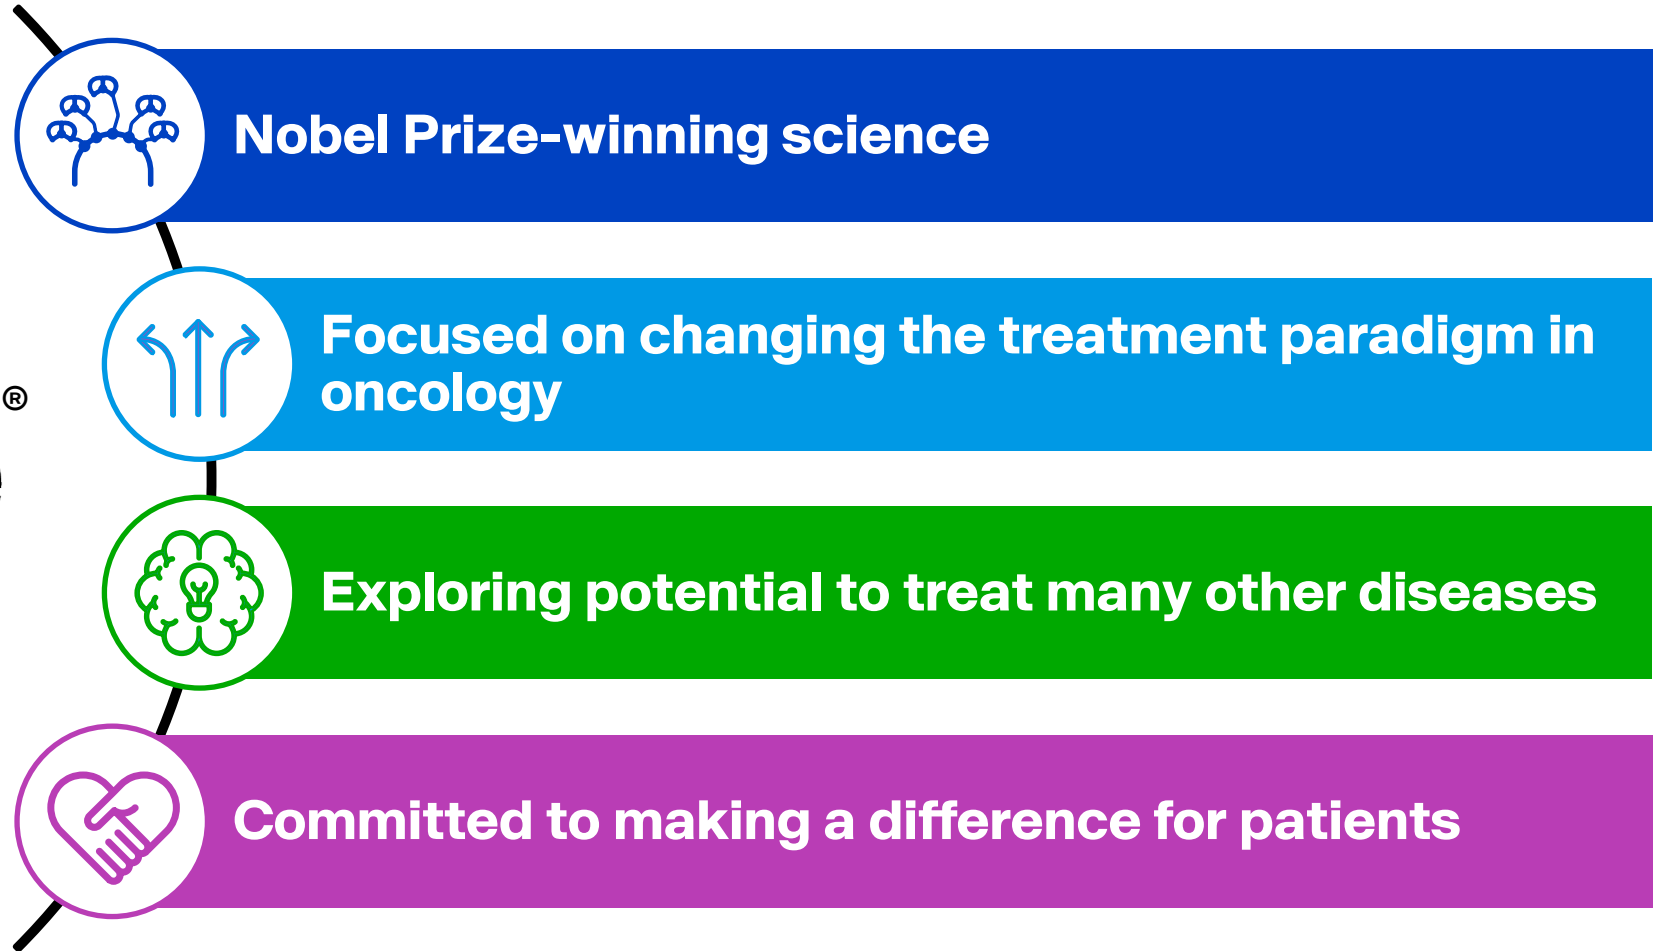 Nobel Prize-winning science
Focused on changing the treatment paradigm in
oncology
®
Exploring potential to treat many other diseases
Committed to making a difference for patients